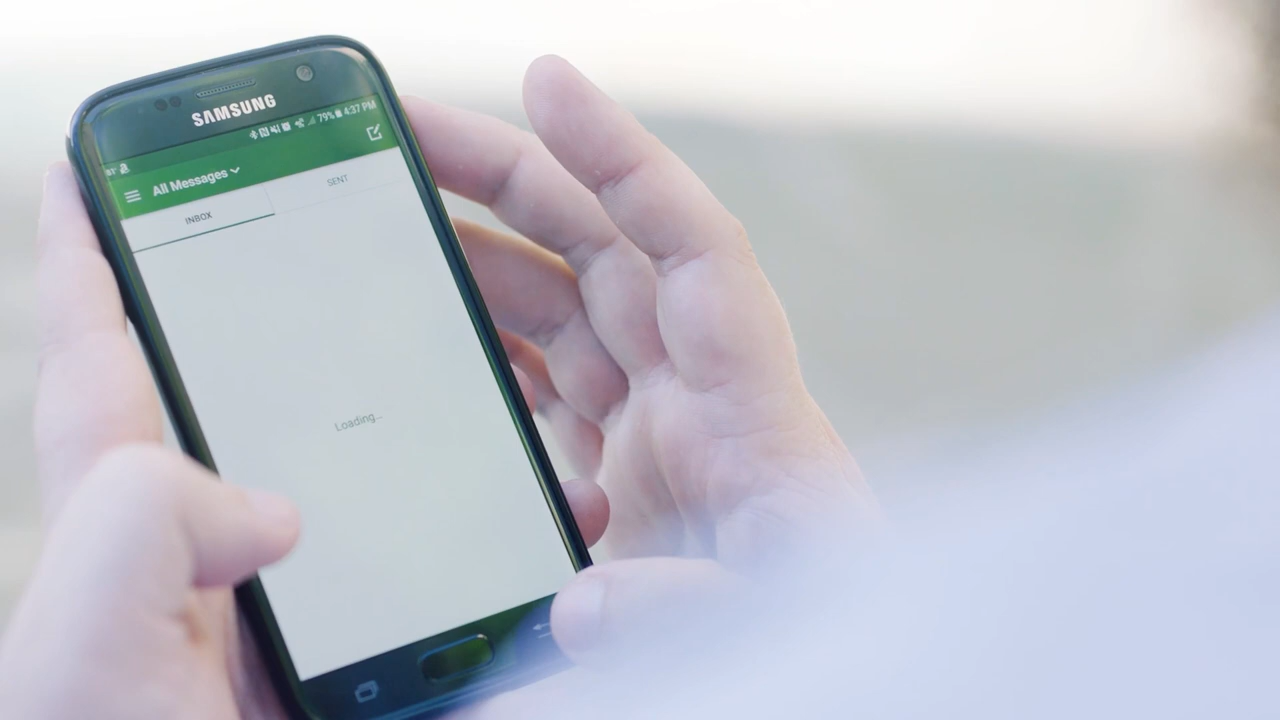 SAMSUNG
79% 4:37 PM
All Messages
INBOX
SENT
Loading...